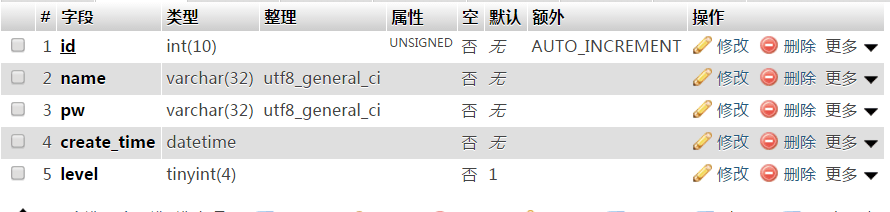 # 字段 类型 整理 属性 空 默认 额外 操作
1 id int(10) UNSIGNED 否 无 AUTO_INCREMENT 修改 删除 更多
2 name varchar(32) utf8_general_ci 否 无 修改 删除 更多
3 pw varchar(32) utf8_general_ci 否 无 修改 删除 更多
4 create_time datetime 否 无 修改 删除 更多
5 level tinyint(4) 否 1 修改 删除 更多